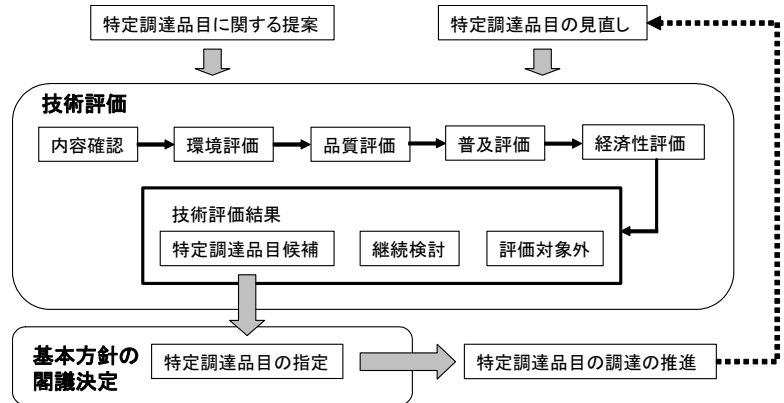 特定調達品目に関する提案
特定調達品目の見直し
技術評価
内容確認
環境評価
品質評価
普及評価
経済性評価
技術評価結果
特定調達品目候補
継続検討
評価対象外
基本方針の
閣議決定
特定調達品目の指定
特定調達品目の調達の推進